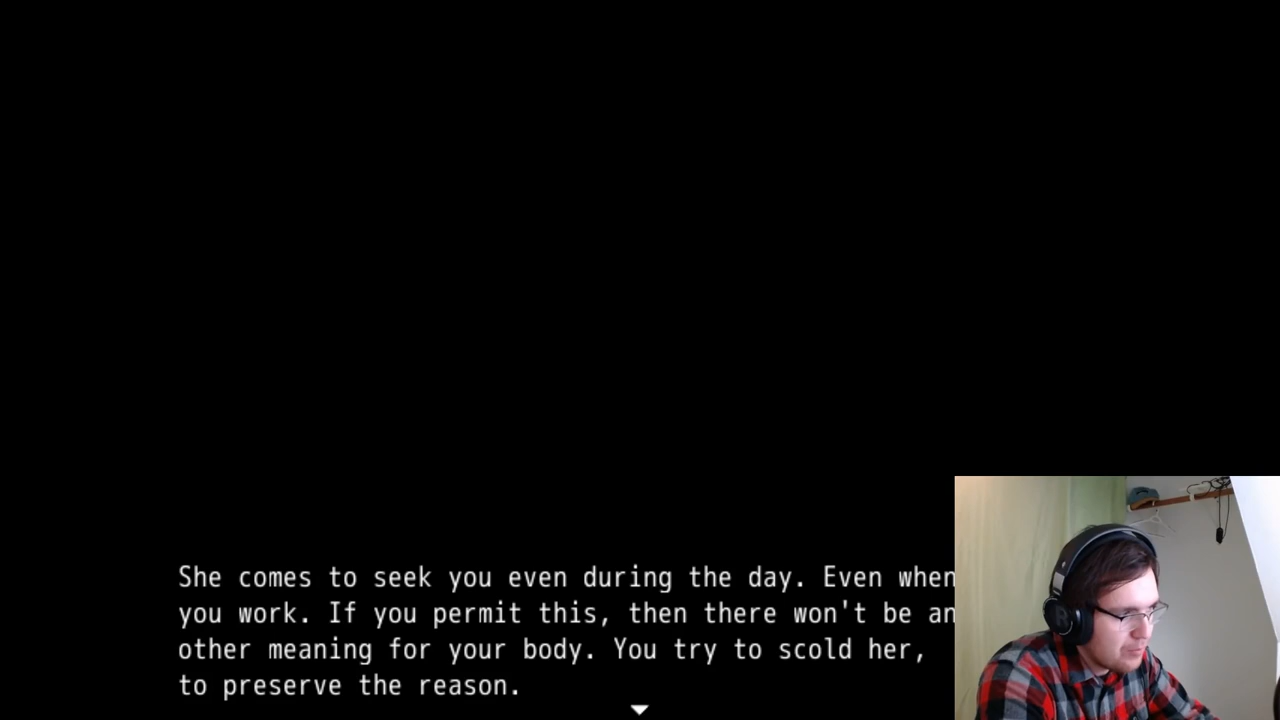 She comes to seek you even during the day. Even when
you work. If you permit this, then there won't be
other meaning for your body. You try to scold her,
to preserve the reason.